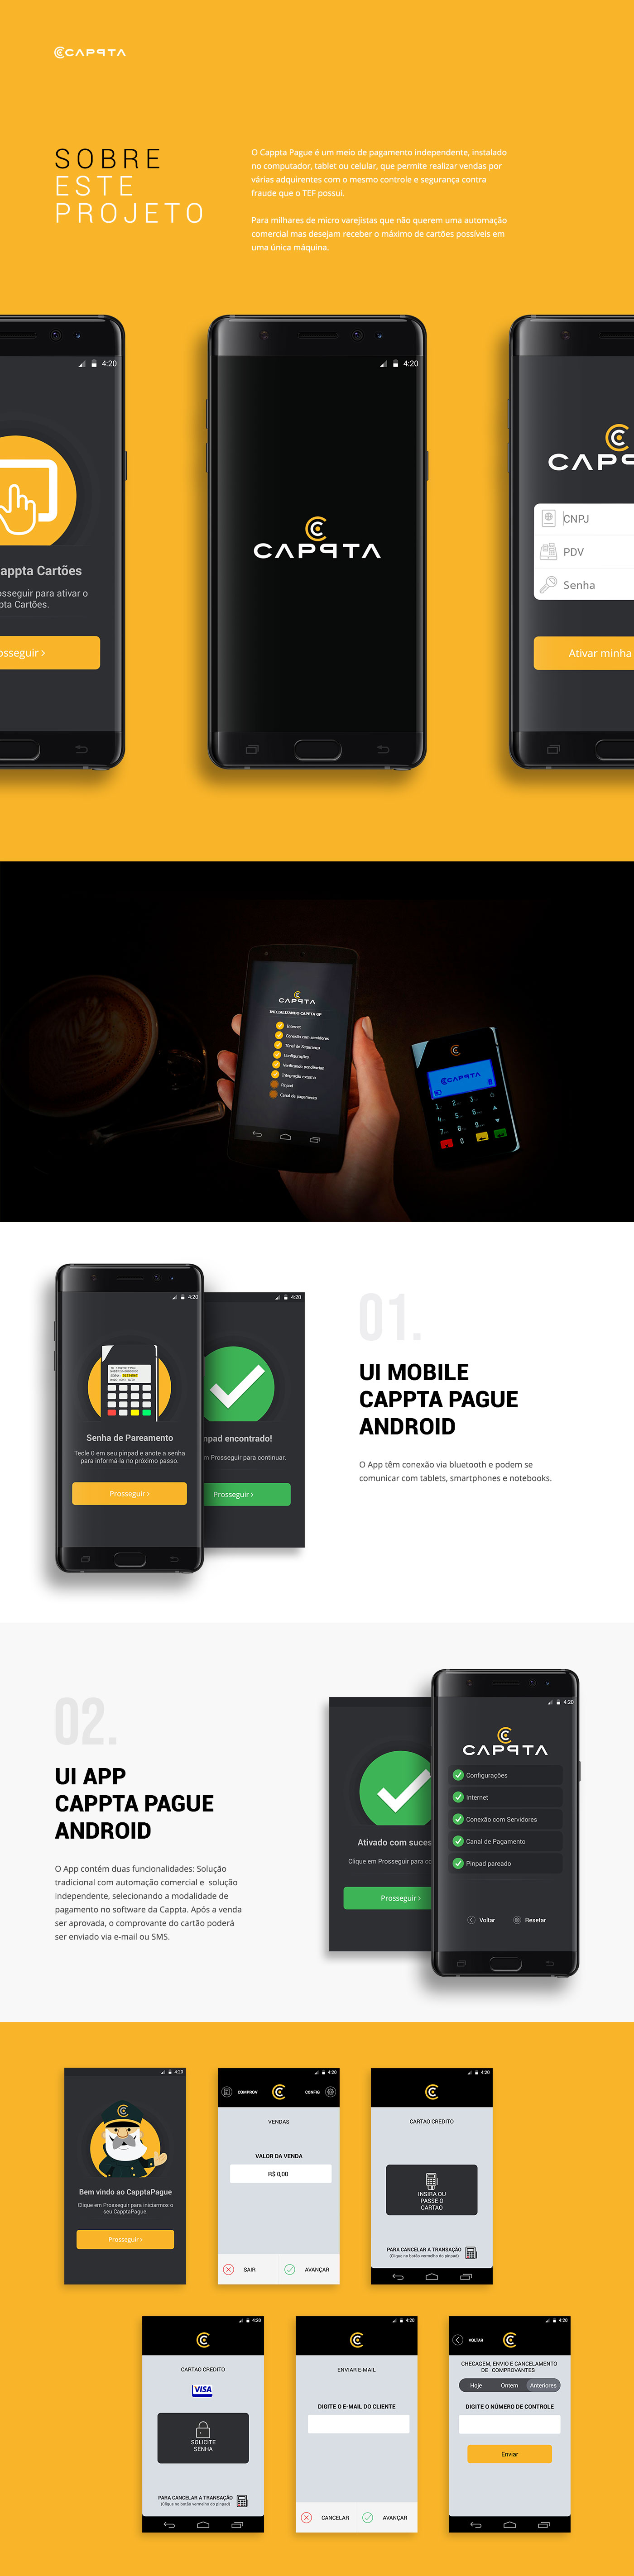 CAPPTA
SOBRE
ESTE
PROJETO
O Cappta Pague é um meio de pagamento independente, instalado
no computador, tablet ou celular, que permite realizar vendas por
várias adquirentes com o mesmo controle e segurança contra
fraude que o TEF possui.
Para milhares de micro varejistas que não querem uma automação
comercial mas desejam receber o máximo de cartões possíveis em
uma única máquina.
4:20
appta Cartões
osseguir para ativar o
pta Cartões.
osseguir >
4:20
CAPPTA
CAPP
CNPJ
PDV
Senha
Ativar minha
CAPPTA
INICIALIZANDO CAPPTA GP
Internet
Conexão com servidores
Túnel de Segurança
Configurações
Verificando pendências
Integração externa
Pinpad
Canal de pagamento
CAPPTA
4:20
Senha de Pareamento
Tecle 0 em seu pinpad e anote a senha
para informá-la no próximo passo.
Prosseguir >
4:20
npad encontrado!
m Prosseguir para continuar.
Prosseguir >
01.
UI MOBILE
CAPPTA PAGUE
ANDROID
O App têm conexão via bluetooth e podem se
comunicar com tablets, smartphones e notebooks.
02.
UI APP
CAPPTA PAGUE
ANDROID
O App contém duas funcionalidades: Solução
tradicional com automação comercial e solução
independente, selecionando a modalidade de
pagamento no software da Cappta. Após a venda
ser aprovada, o comprovante do cartão poderá
ser enviado via e-mail ou SMS.
Ativado com suces
Clique em Prosseguir para co
Prosseguir >
4:20
CAPPTA
Configurações
Internet
Conexão com Servidores
Canal de Pagamento
Pinpad pareado
Voltar
Resetar
4:20
Bem vindo ao CapptaPague
Clique em Prosseguir para iniciarmos o
seu CapptaPague.
Prosseguir >
4:20
COMPROV
CONFIG
VENDAS
VALOR DA VENDA
R$ 0,00
SAIR
AVANÇAR
4:20
CARTAO CREDITO
INSIRA OU
PASSE O
CARTAO
PARA CANCELAR A TRANSAÇÃO
(Clique no botão vermelho do pinpad)
4:20
CARTAO CREDITO
VISA
SOLICITE
SENHA
PARA CANCELAR A TRANSAÇÃO
(Clique no botão vermelho do pinpad)
4:20
ENVIAR E-MAIL
DIGITE O E-MAIL DO CLIENTE
CANCELAR
AVANÇAR
4:20
VOLTAR
CHECAGEM, ENVIO E CANCELAMENTO
DE COMPROVANTES
Hoje
Ontem
Anteriores
DIGITE O NÚMERO DE CONTROLE
Enviar